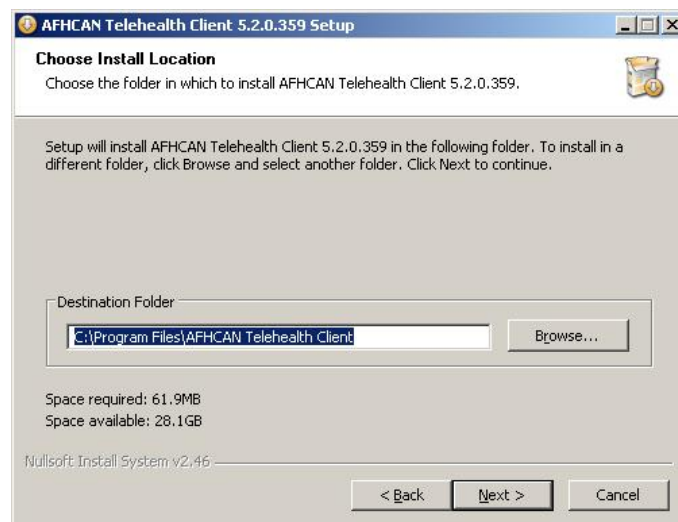 AFHCAN Telehealth Client 5.2.0.359 Setup
Choose Install Location
Choose the folder in which to install AFHCAN Telehealth Client 5.2.0.359.
Setup will install AFHCAN Telehealth Client 5.2.0.359 in the following folder. To install in a
different folder, click Browse and select another folder. Click Next to continue.
Destination Folder
C:\Program Files\AFHCAN Telehealth Client
Browse...
Space required: 61.9MB
Space available: 28.1GB
Nullsoft Install System v2.46
< Back Next > Cancel